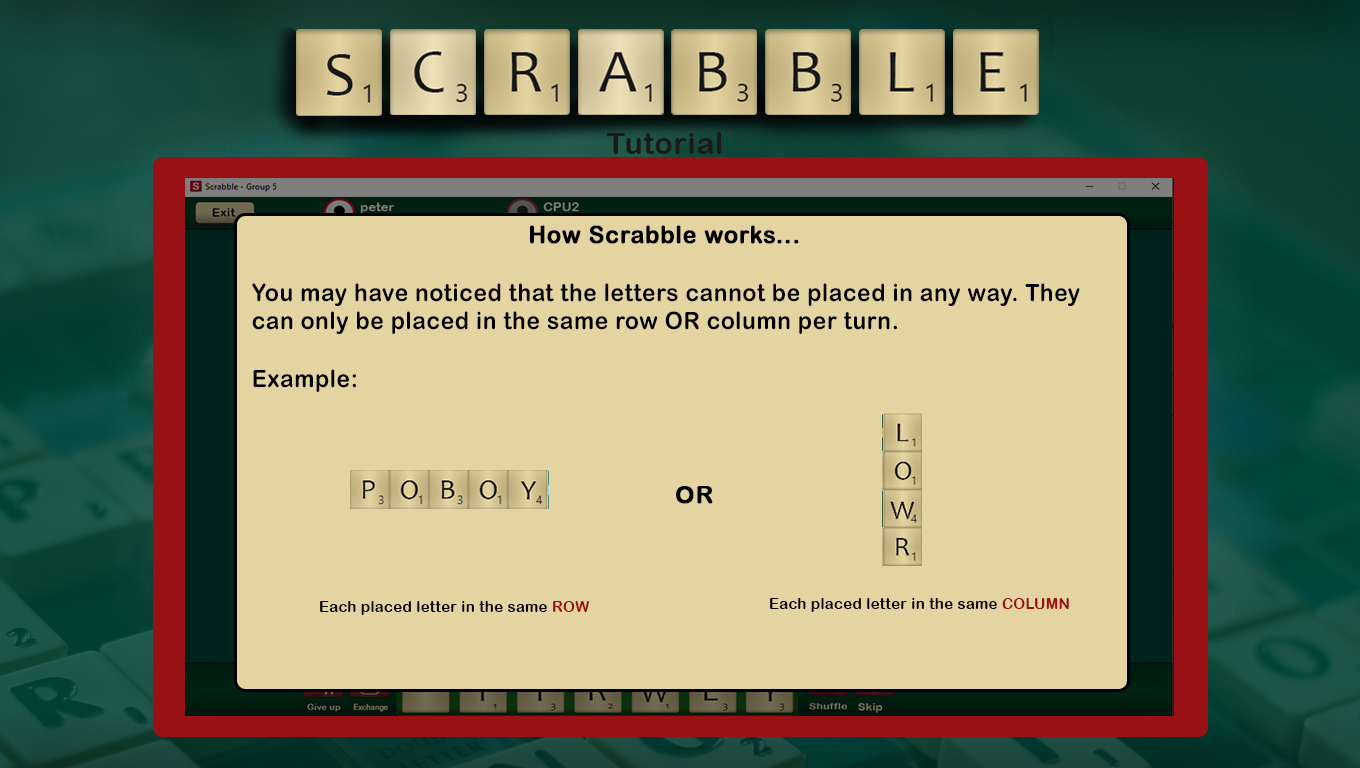 S1 C3 R1 A1 B3 B3 L1 E1
Tutorial
Scrabble - Group 5
Exit peter CPU2
How Scrabble works...
You may have noticed that the letters cannot be placed in any way. They
can only be placed in the same row OR column per turn.
Example:
P3 O1 B3 O1 Y4
OR
L1
O1
W4
R1
Each placed letter in the same ROW
Each placed letter in the same COLUMN
Give up Exchange Shuffle Skip